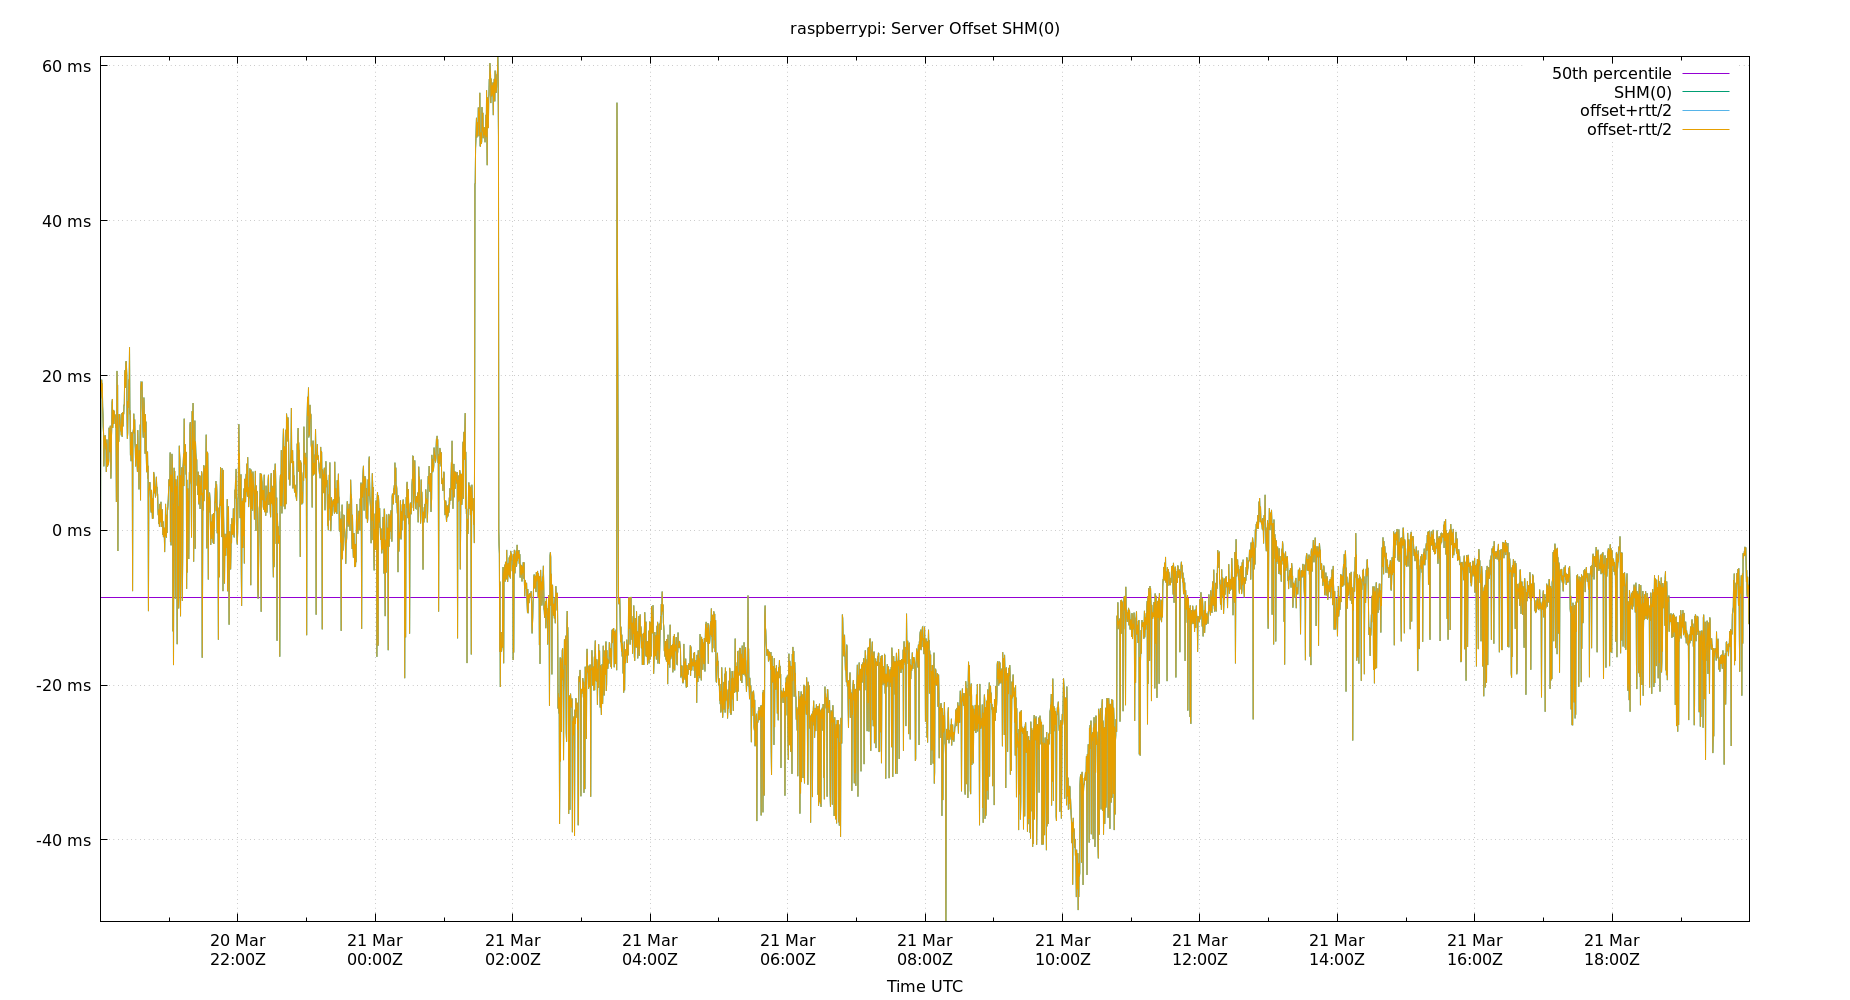 raspberrypi: Server Offset SHM(0)
60 ms
40 ms
20 ms
0 ms
-20 ms
-40 ms
50th percentile
SHM(0)
offset+rtt/2
offset-rtt/2
20 Mar
22:00Z
21 Mar
00:00Z
21 Mar
02:00Z
21 Mar
04:00Z
21 Mar
06:00Z
21 Mar
08:00Z
21 Mar
10:00Z
21 Mar
12:00Z
21 Mar
14:00Z
21 Mar
16:00Z
21 Mar
18:00Z
Time UTC